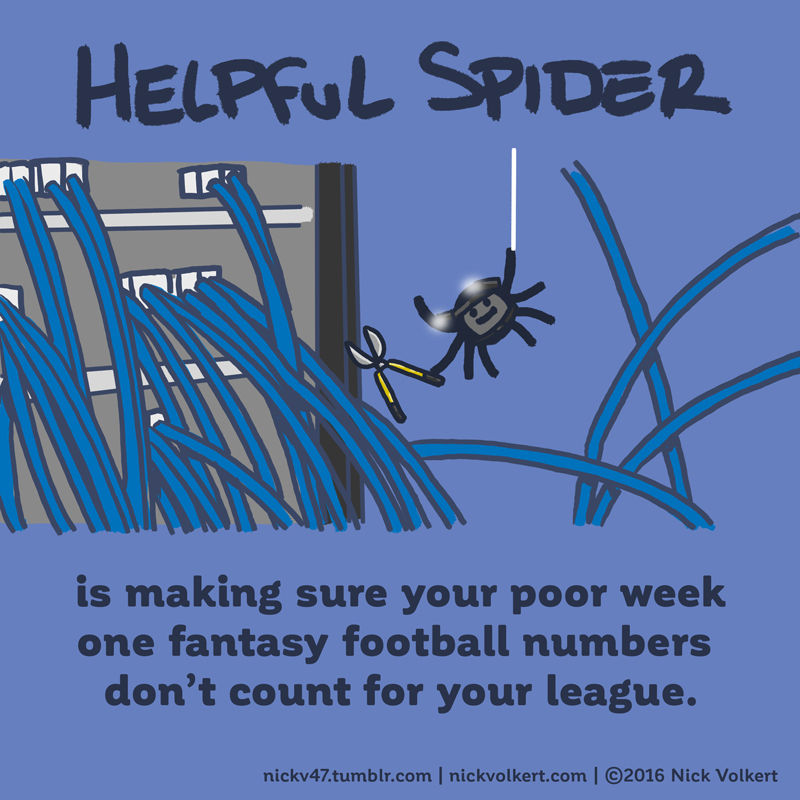 HELPFUL SPIDER
is making sure your poor week
one fantasy football numbers
don’t count for your league.
nickv47.tumblr.com | nickvolkert.com | ©2016 Nick Volkert